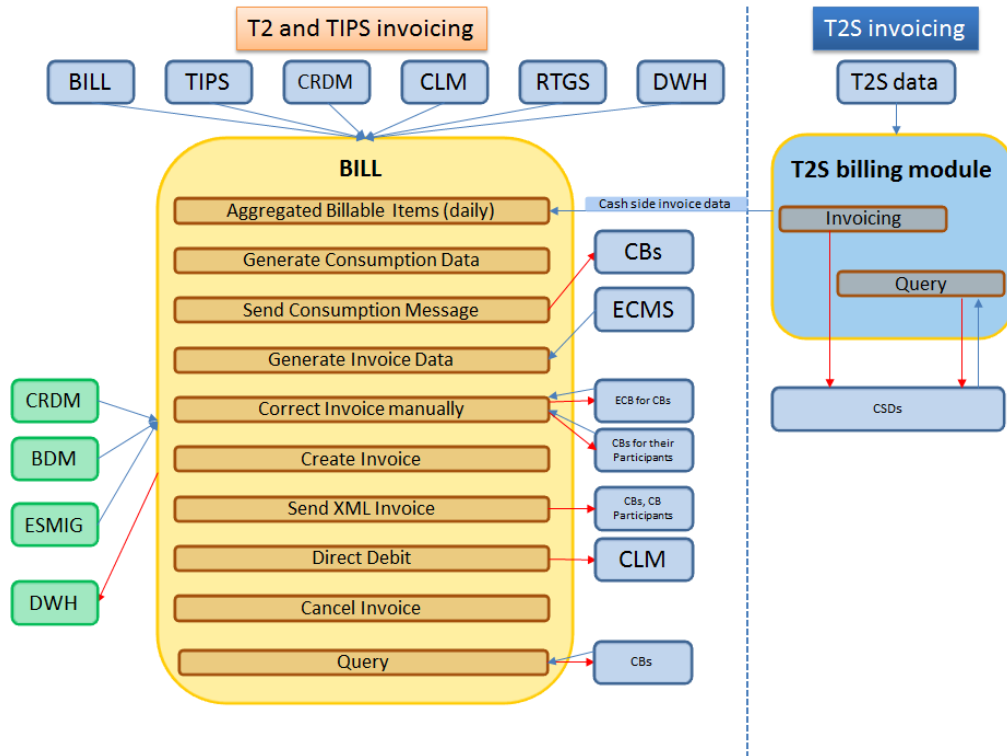 T2 and TIPS invoicing
T2S invoicing
BILL
TIPS
CRDM
CLM
RTGS
DWH
T2S data
BILL
T2S billing module
Aggregated Billable Items (daily)
Cash side invoice data
Invoicing
Generate Consumption Data
CBs
Query
Send Consumption Message
ECMS
Generate Invoice Data
CRDM
Correct Invoice manually
ECB for CBs
CSDs
BDM
Create Invoice
CBs for their
Participants
ESMIG
Send XML Invoice
CBs, CB
Participants
Direct Debit
CLM
DWH
Cancel Invoice
Query
CBs